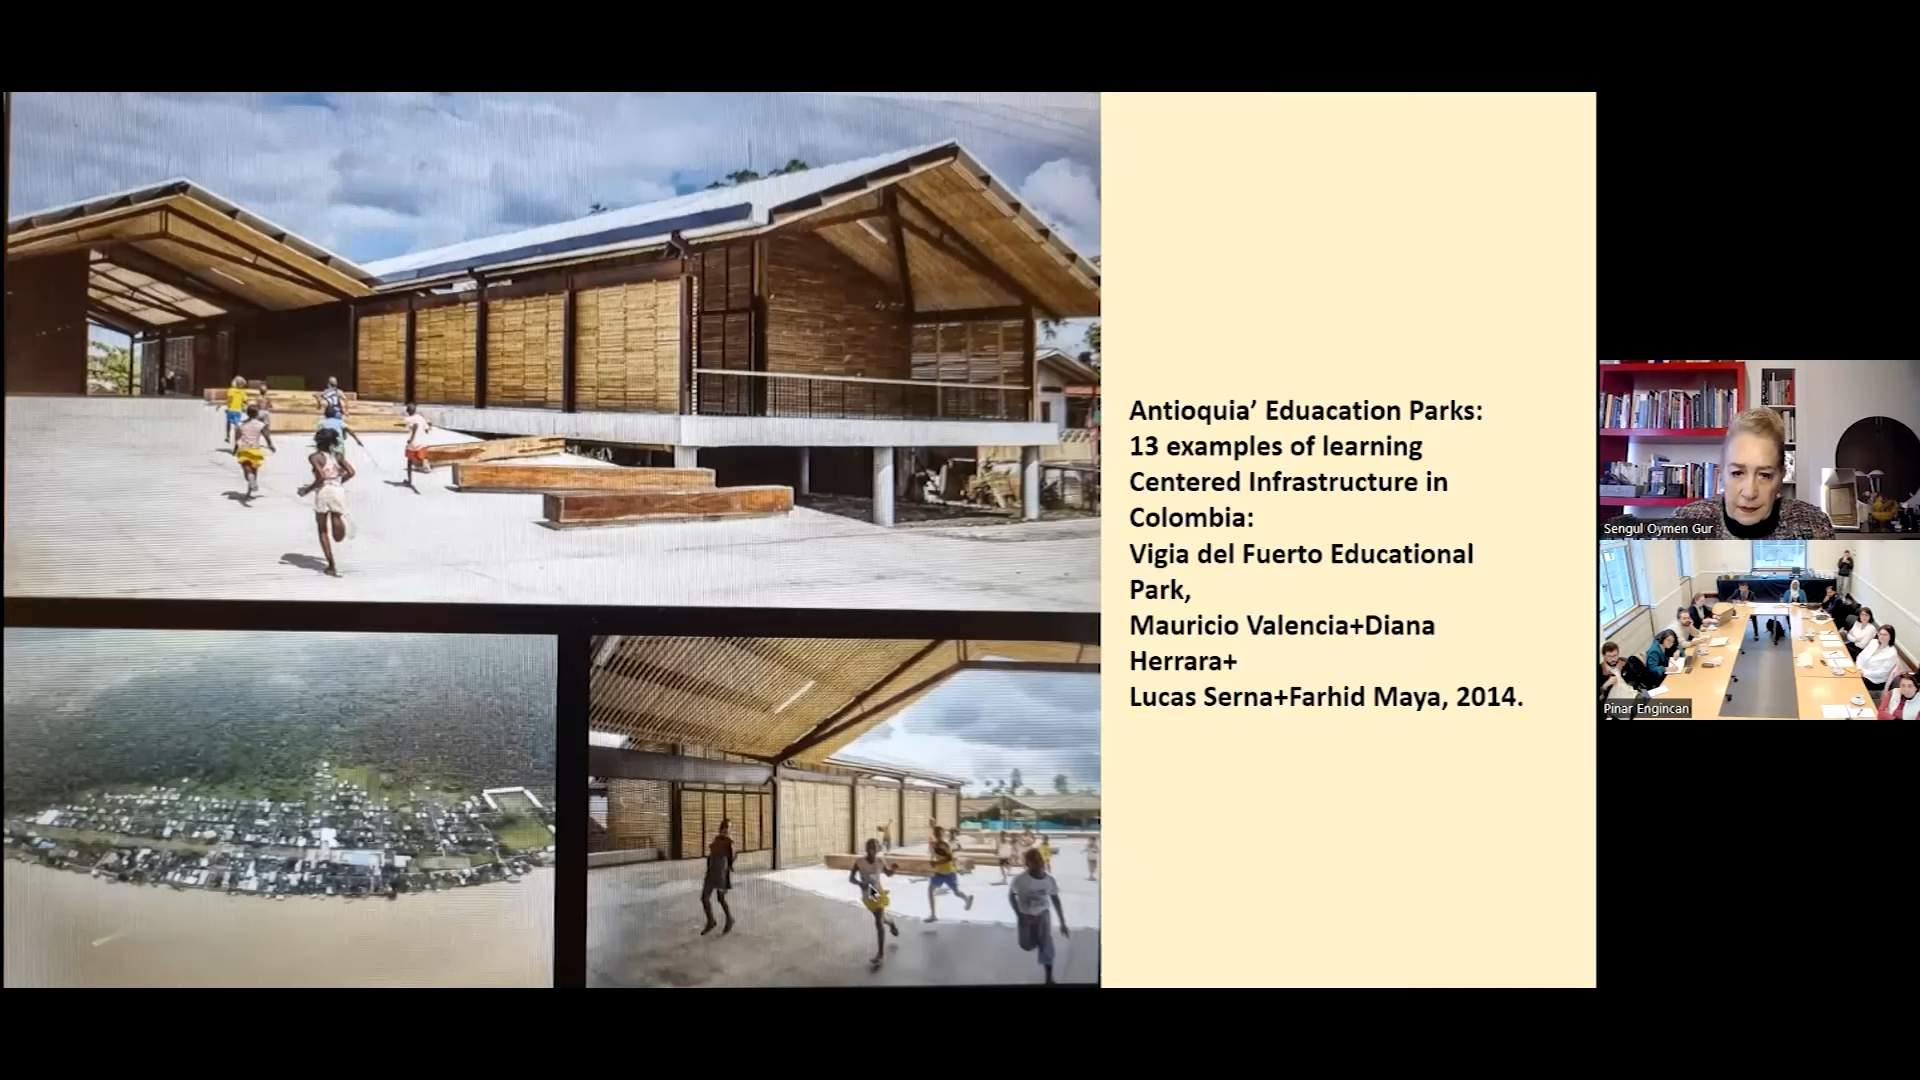 Antioquia’ Eduacation Parks:
13 examples of learning
Centered Infrastructure in
Colombia:
Vigia del Fuerto Educational
Park,
Mauricio Valencia+Diana
Herrara+
Lucas Serna+Farhid Maya, 2014.
Sengul Oymen Gur
Pinar Engincan